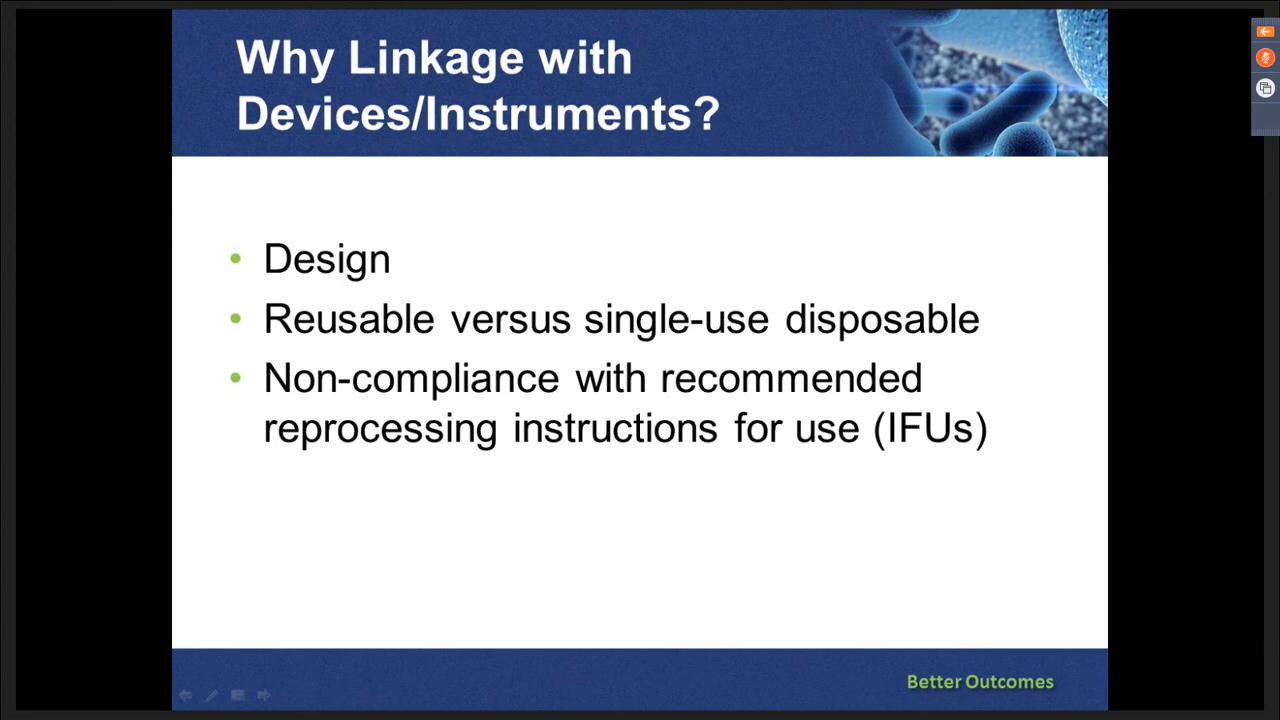 Why Linkage with
Devices/Instruments?
• Design
• Reusable versus single-use disposable
• Non-compliance with recommended
reprocessing instructions for use (IFUs)
Better Outcomes